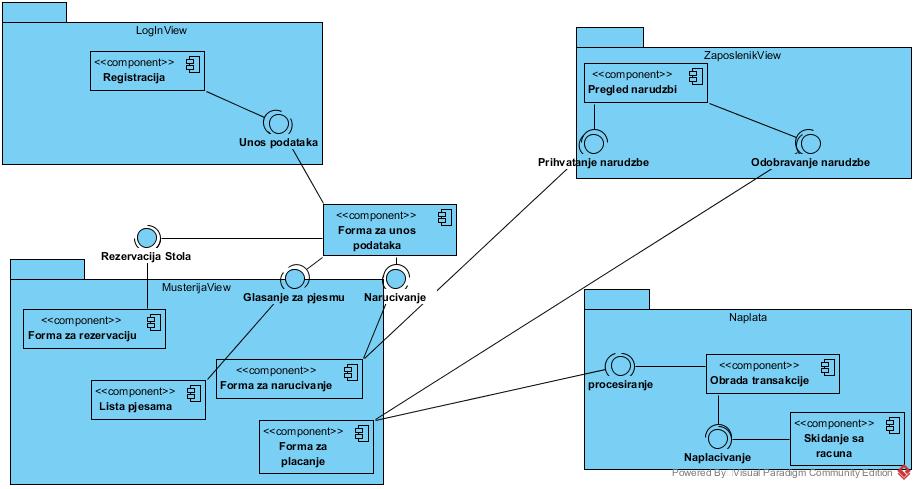 LogInView
<<component>>
Registracija
Unos podataka
ZaposlenikView
<<component>>
Pregled narudzbi
Prihvatanje narudzbe
Odobravanje narudzbe
<<component>>
Forma za unos
podataka
Rezervacija Stola
MusterijaView
Glasanje za pjesmu
Narucivanje
<<component>>
Forma za rezervaciju
<<component>>
Forma za narucivanje
<<component>>
Lista pjesama
<<component>>
Forma za
placanje
Naplata
procesiranje
<<component>>
Obrada transakcije
Naplacivanje
<<component>>
Skidanje sa
racuna
Powered By Visual Paradigm Community Edition